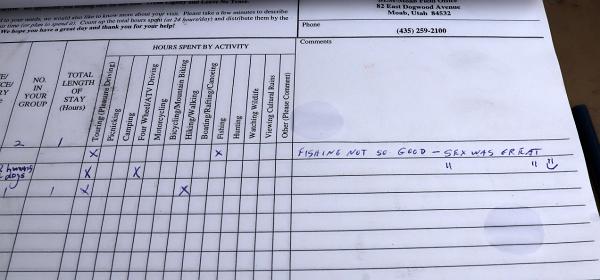 to your needs, we would also like to know more about your visit. Please take a few minutes to describe
time (or plan to spend it). Count up the total hours spent (at 24 hours/day) and distribute them by the
We hope you have a great day and thank you for your help!
82 East Dogwood Avenue
Moab, Utah 84532
Phone
(435) 259-2100
HOURS SPENT BY ACTIVITY
Comments
NO. IN YOUR GROUP
TOTAL LENGTH OF STAY (Hours)
Touring (Pleasure Driving)
Picnicking
Camping
Four Wheel/ATV Driving
Motorcycling
Bicycling/Mountain Biking
Hiking/Walking
Boating/Rafting/Canoeing
Fishing
Hunting
Watching Wildlife
Viewing Cultural Ruins
Other (Please Comment)
2 1 X X FISHING NOT SO GOOD - SEX WAS GREAT
2 humans X X " "
dogs
1 1 X X